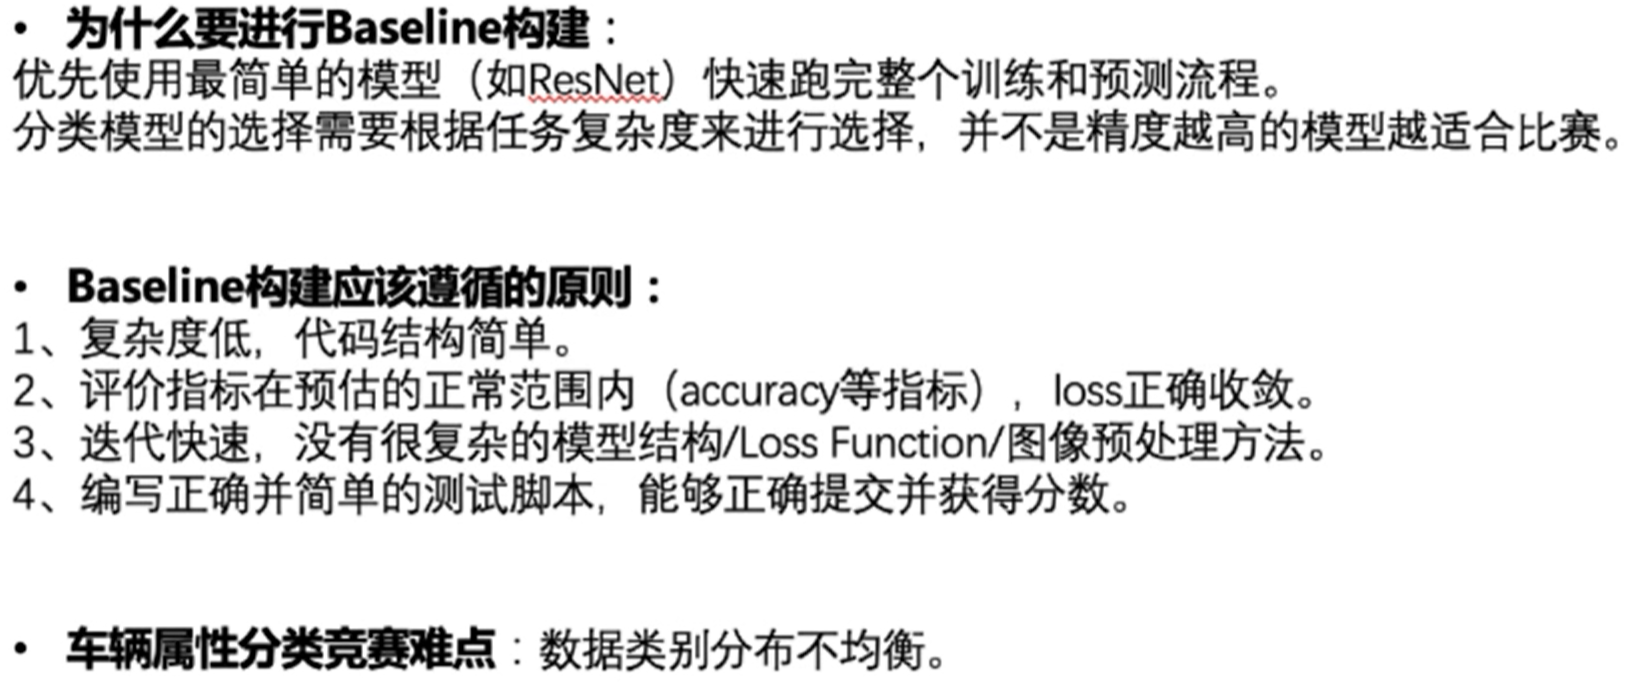 • 为什么要进行Baseline构建：
优先使用最简单的模型（如ResNet）快速跑完整个训练和预测流程。
分类模型的选择需要根据任务复杂度来进行选择，并不是精度越高的模型越适合比赛。
• Baseline构建应该遵循的原则：
1、复杂度低，代码结构简单。
2、评价指标在预估的正常范围内（accuracy等指标），loss正确收敛。
3、迭代快速，没有很复杂的模型结构/Loss Function/图像预处理方法。
4、编写正确并简单的测试脚本，能够正确提交并获得分数。
• 车辆属性分类竞赛难点：数据类别分布不均衡。